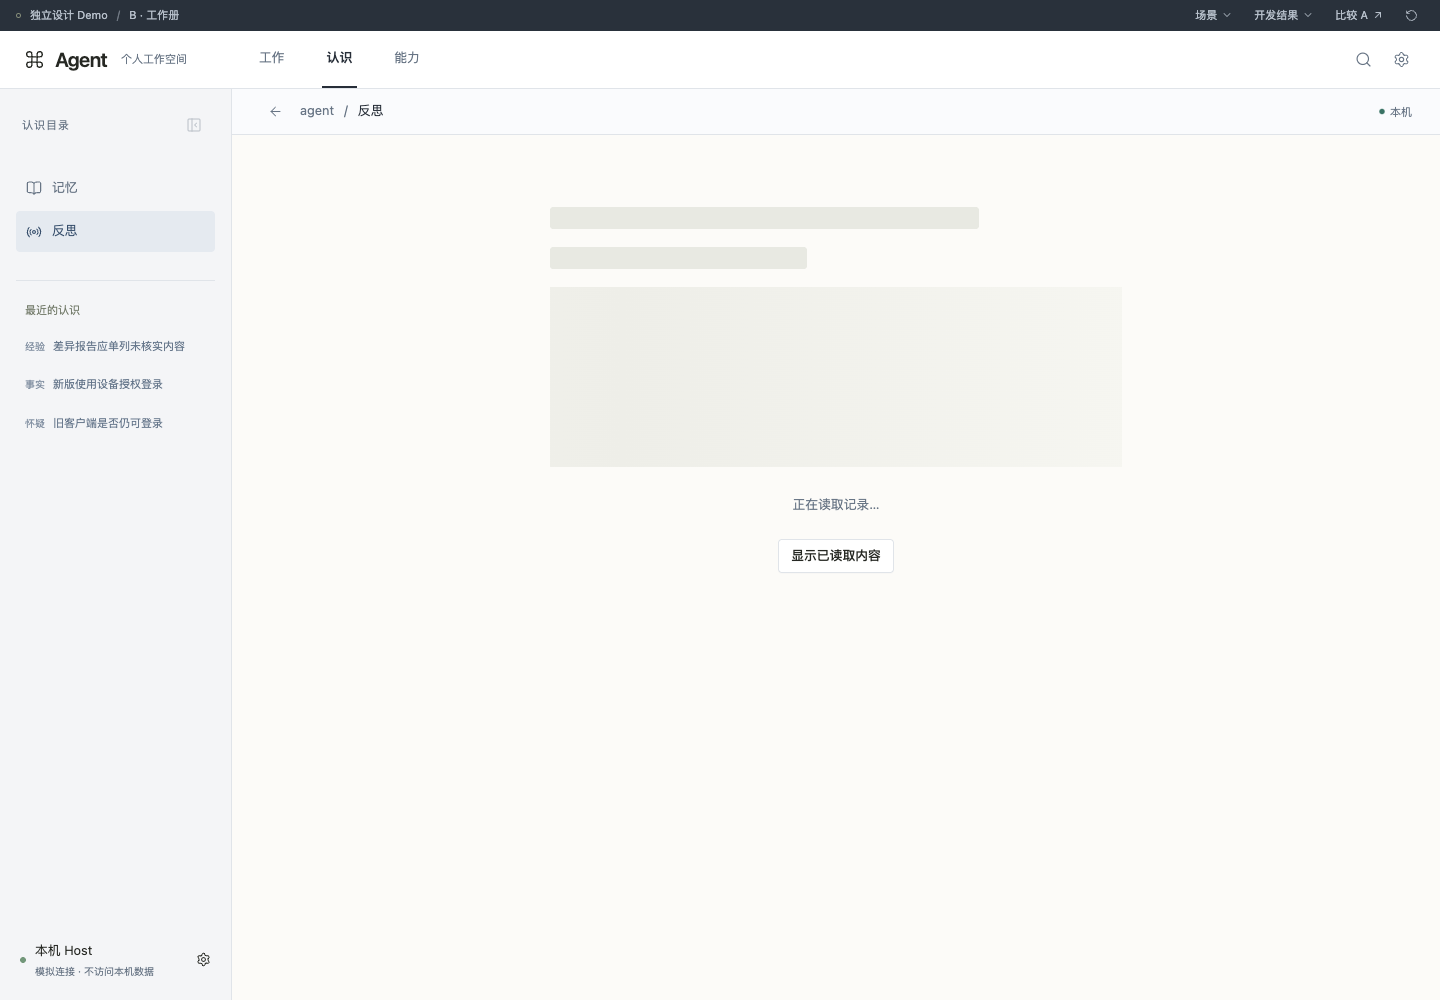 独立设计 Demo / B · 工作册
场景
开发结果
比较 A
Agent
个人工作空间
工作
认识
能力
认识目录
记忆
反思
最近的认识
经验 差异报告应单列未核实内容
事实 新版使用设备授权登录
怀疑 旧客户端是否仍可登录
本机 Host
模拟连接 · 不访问本机数据
agent / 反思
本机
正在读取记录...
显示已读取内容